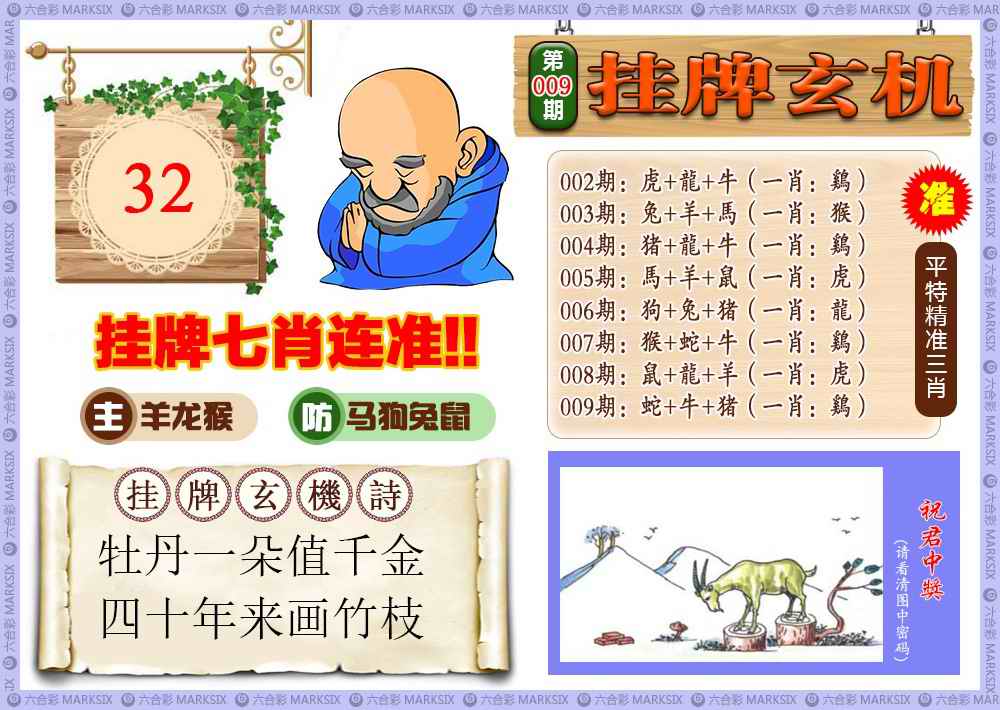 六合彩 MARKSIX
第
009
期
挂牌玄机
32
002期：虎+龍+牛（一肖：鷄）
003期：兔+羊+馬（一肖：猴）
004期：猪+龍+牛（一肖：鷄）
005期：馬+羊+鼠（一肖：虎）
006期：狗+兔+猪（一肖：龍）
007期：猴+蛇+牛（一肖：鷄）
008期：鼠+龍+羊（一肖：虎）
009期：蛇+牛+猪（一肖：鷄）
准
平特精准三肖
挂牌七肖连准!!
主 羊龙猴
防 马狗兔鼠
挂牌玄機詩
牡丹一朵值千金
四十年来画竹枝
祝君中獎
（请看清图中密码）